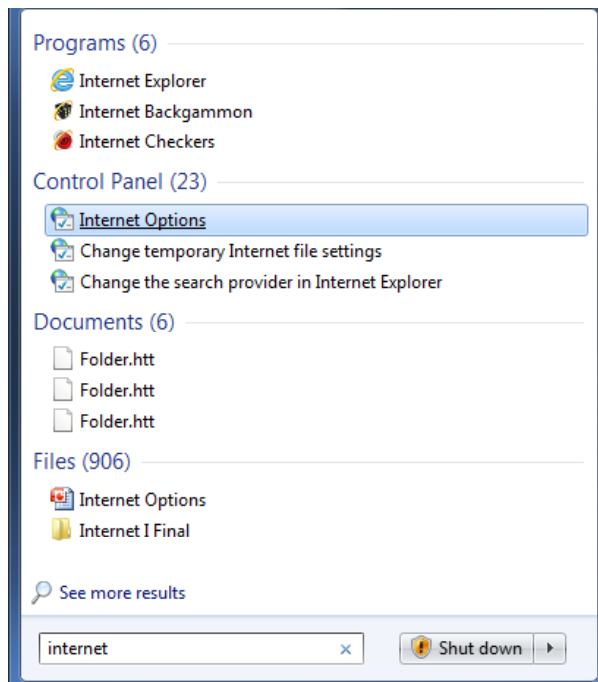 Programs (6)
Internet Explorer
Internet Backgammon
Internet Checkers
Control Panel (23)
Internet Options
Change temporary Internet file settings
Change the search provider in Internet Explorer
Documents (6)
Folder.htt
Folder.htt
Folder.htt
Files (906)
Internet Options
Internet I Final
See more results
internet
Shut down